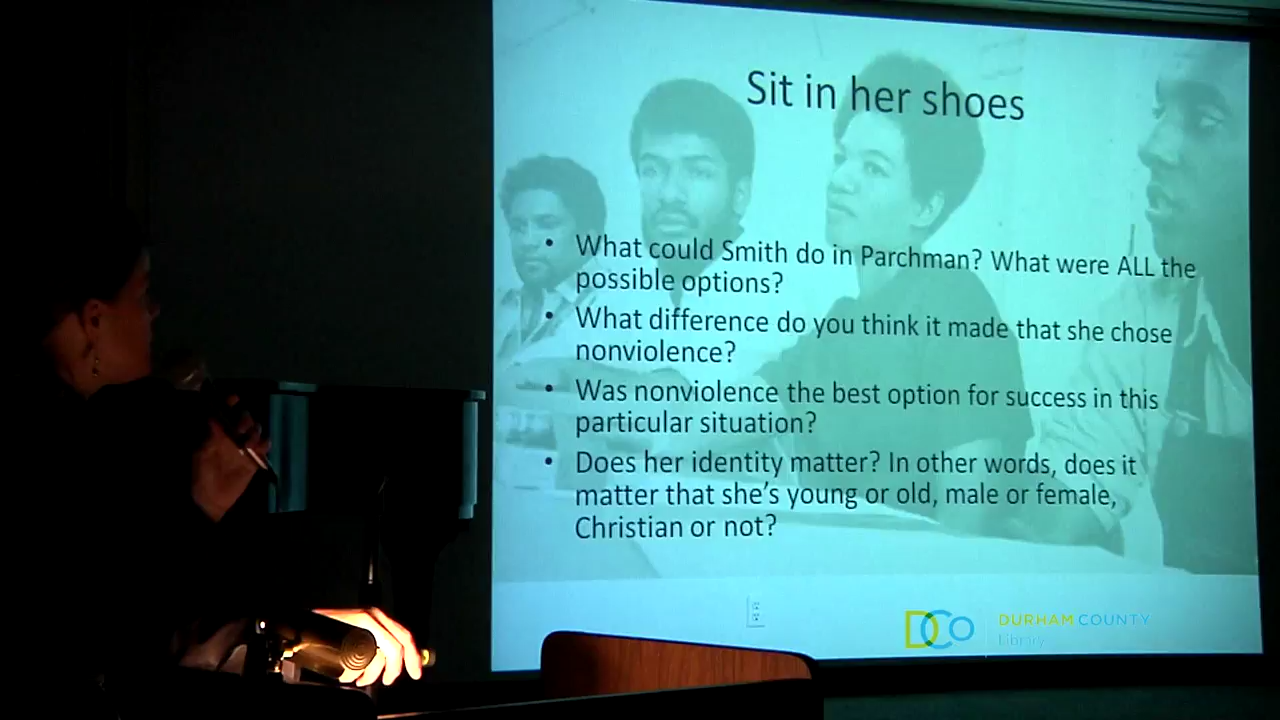 Sit in her shoes
• What could Smith do in Parchman? What were ALL the
possible options?
• What difference do you think it made that she chose
nonviolence?
• Was nonviolence the best option for success in this
particular situation?
• Does her identity matter? In other words, does it
matter that she's young or old, male or female,
Christian or not?
DCo DURHAM COUNTY
Library